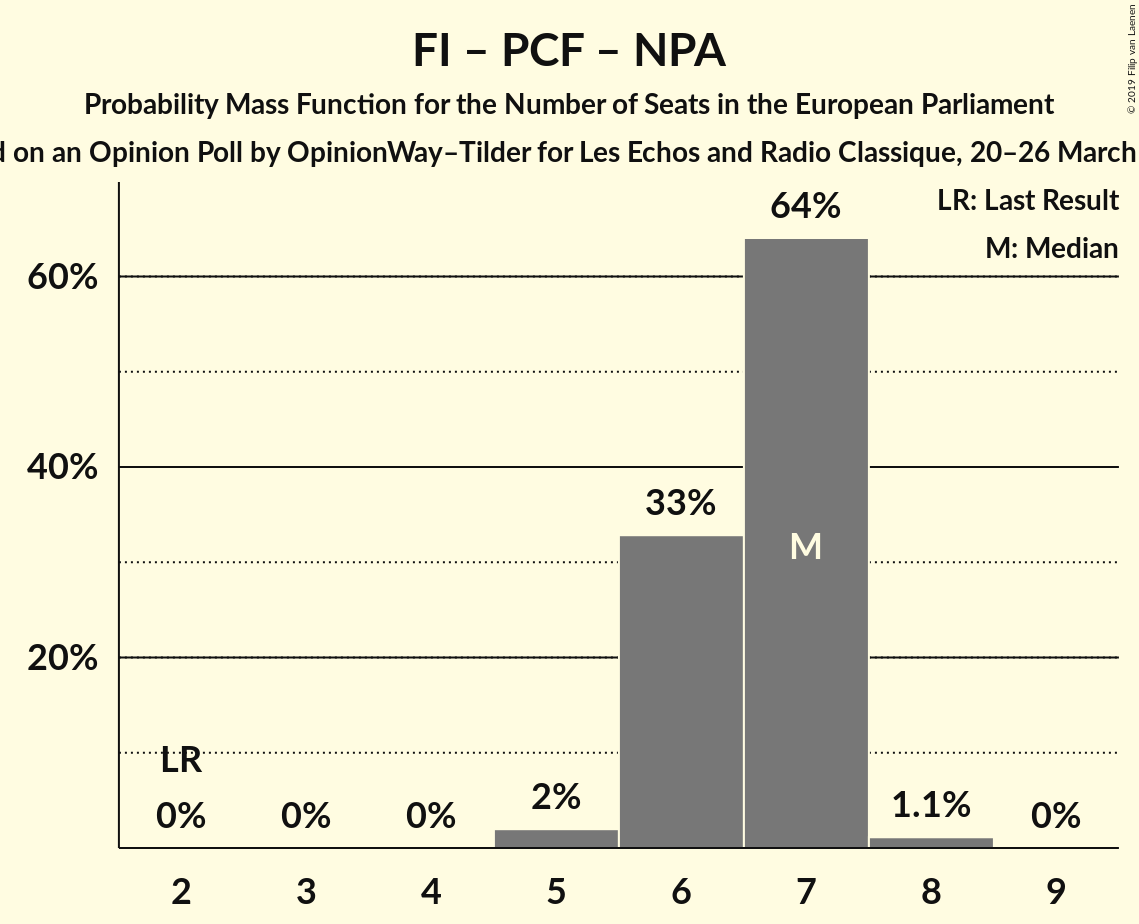 FI – PCF – NPA
Probability Mass Function for the Number of Seats in the European Parliament
on an Opinion Poll by OpinionWay–Tilder for Les Echos and Radio Classique, 20–26 March
© 2019 Filip van Laenen
LR: Last Result
M: Median
64%
60%
40%
33%
M
20%
LR
0%
0%
0%
2%
1.1%
0%
2
3
4
5
6
7
8
9